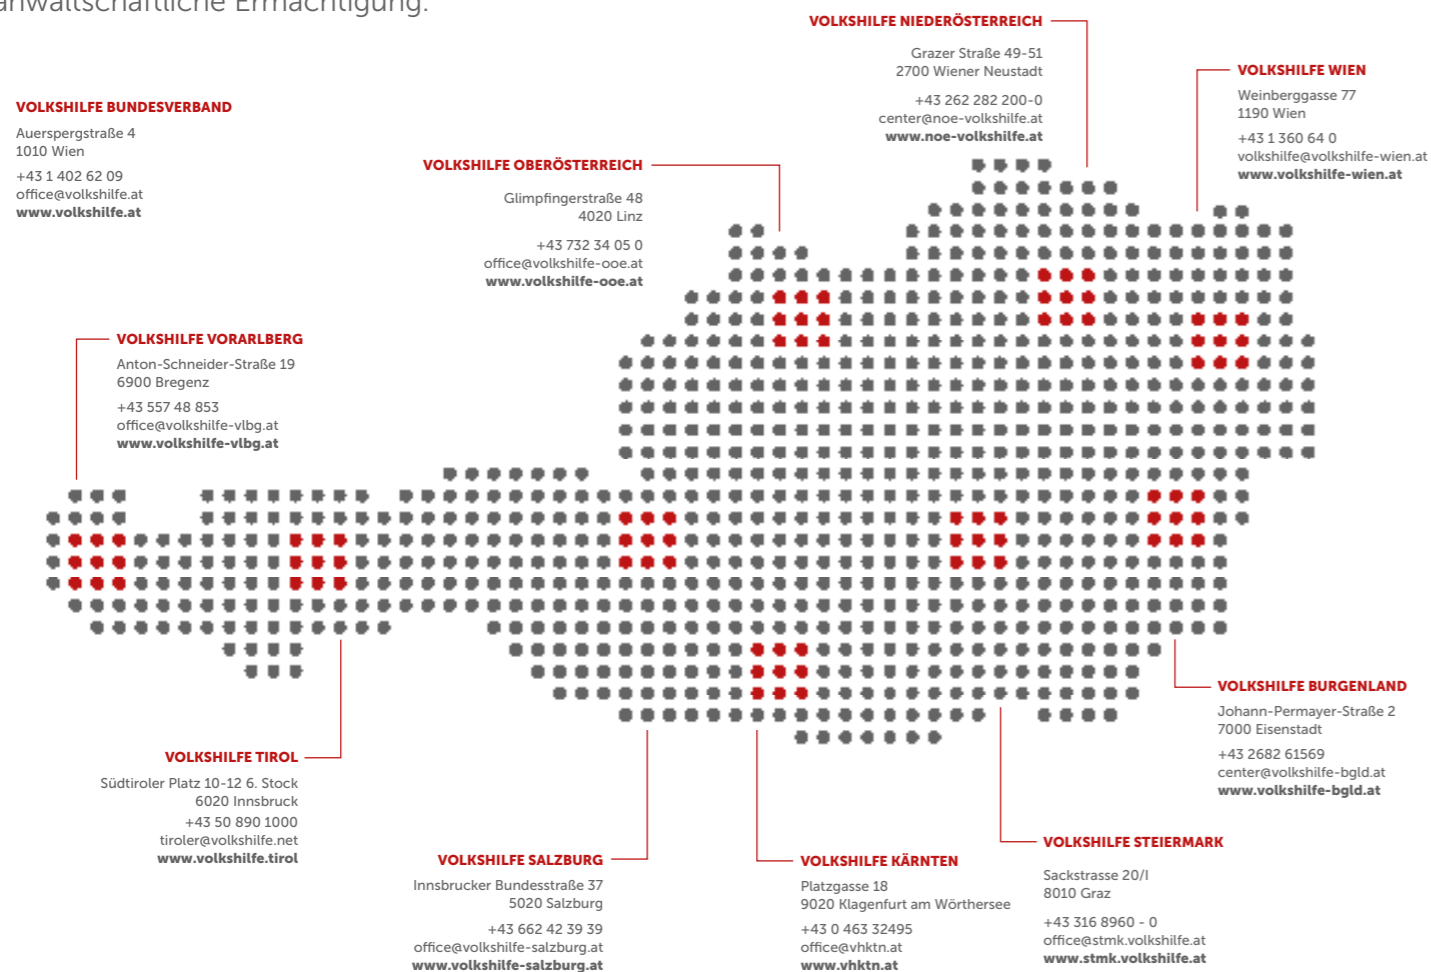 anwaltschaftliche Ermächtigung.
VOLKSHILFE NIEDERÖSTERREICH
Grazer Straße 49-51
2700 Wiener Neustadt
+43 262 282 200-0
center@noe-volkshilfe.at
www.noe-volkshilfe.at
VOLKSHILFE WIEN
Weinberggasse 77
1190 Wien
+43 1 360 64 0
volkshilfe@volkshilfe-wien.at
www.volkshilfe-wien.at
VOLKSHILFE BUNDESVERBAND
Auerspergstraße 4
1010 Wien
+43 1 402 62 09
office@volkshilfe.at
www.volkshilfe.at
VOLKSHILFE OBERÖSTERREICH
Glimpfingerstraße 48
4020 Linz
+43 732 34 05 0
office@volkshilfe-ooe.at
www.volkshilfe-ooe.at
VOLKSHILFE VORARLBERG
Anton-Schneider-Straße 19
6900 Bregenz
+43 557 48 853
office@volkshilfe-vlbg.at
www.volkshilfe-vlbg.at
VOLKSHILFE BURGENLAND
Johann-Permayer-Straße 2
7000 Eisenstadt
+43 2682 61569
center@volkshilfe-bgld.at
www.volkshilfe-bgld.at
VOLKSHILFE TIROL
Südtiroler Platz 10-12 6. Stock
6020 Innsbruck
+43 50 890 1000
tiroler@volkshilfe.net
www.volkshilfe.tirol
VOLKSHILFE SALZBURG
Innsbrucker Bundesstraße 37
5020 Salzburg
+43 662 42 39 39
office@volkshilfe-salzburg.at
www.volkshilfe-salzburg.at
VOLKSHILFE KÄRNTEN
Platzgasse 18
9020 Klagenfurt am Wörthersee
+43 0 463 32495
office@vhktn.at
www.vhktn.at
VOLKSHILFE STEIERMARK
Sackstrasse 20/I
8010 Graz
+43 316 8960 - 0
office@stmk.volkshilfe.at
www.stmk.volkshilfe.at